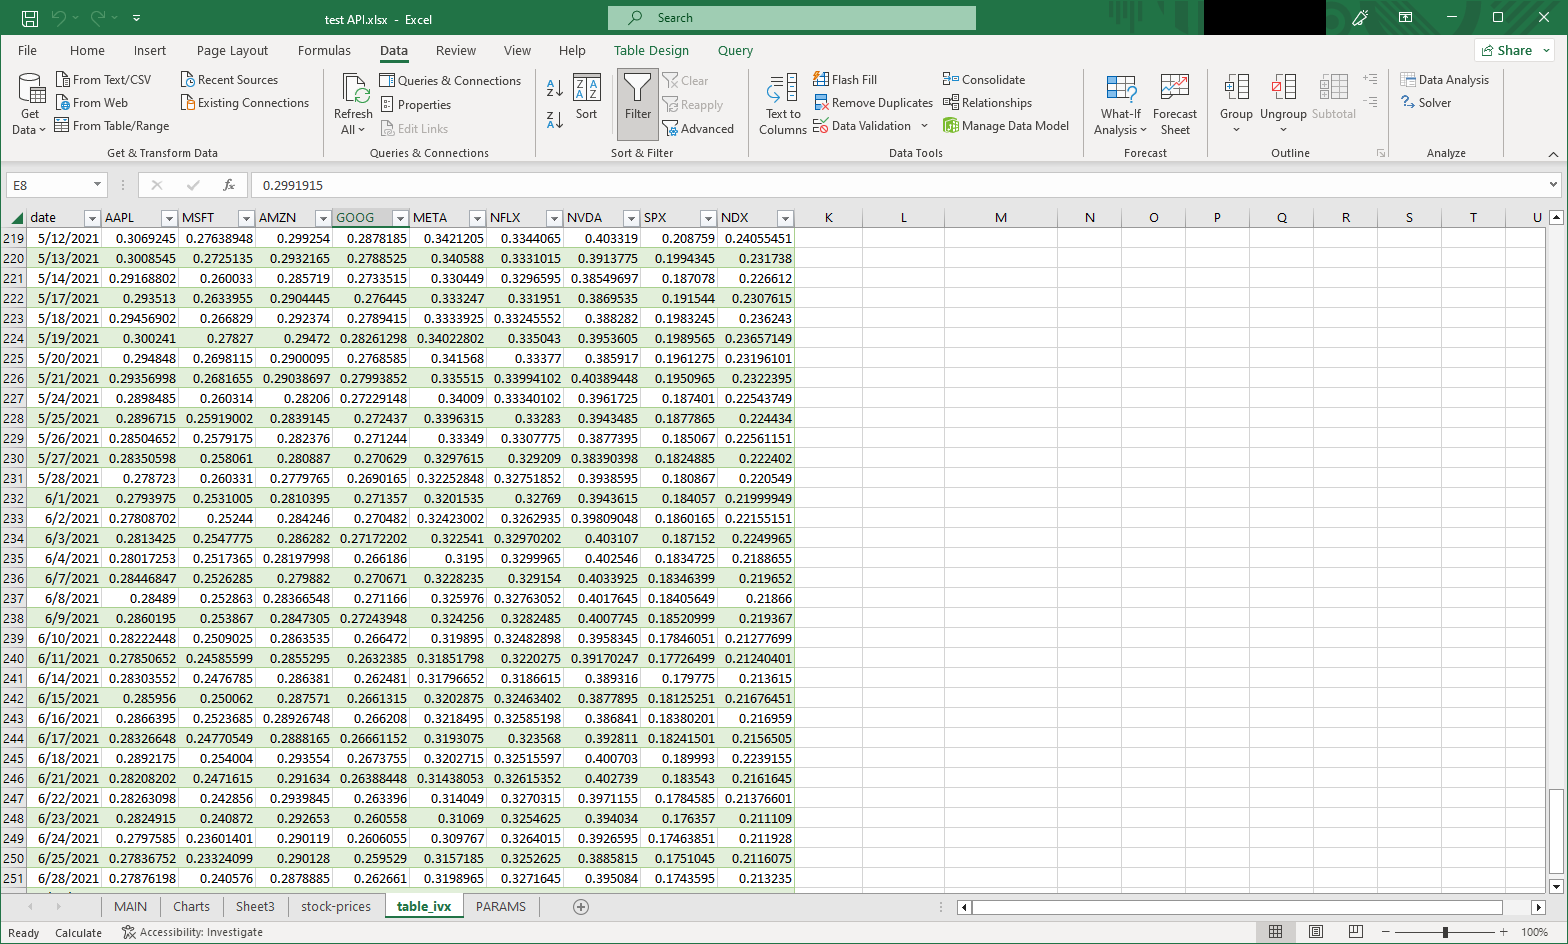 test API.xlsx - Excel
Search
File Home Insert Page Layout Formulas Data Review View Help Table Design Query Share
Get Data
From Text/CSV
From Web
From Table/Range
Recent Sources
Existing Connections
Get & Transform Data
Refresh All
Queries & Connections
Properties
Edit Links
Queries & Connections
Sort
Filter
Clear
Reapply
Advanced
Sort & Filter
Text to Columns
Flash Fill
Remove Duplicates
Data Validation
Consolidate
Relationships
Manage Data Model
Data Tools
What-If Analysis
Forecast Sheet
Forecast
Group
Ungroup
Subtotal
Outline
Data Analysis
Solver
Analyze
E8 fx 0.2991915
date AAPL MSFT AMZN GOOG META NFLX NVDA SPX NDX K L M N O P Q R S T U
219 5/12/2021 0.3069245 0.27638948 0.299254 0.2878185 0.3421205 0.3344065 0.403319 0.208759 0.24055451
220 5/13/2021 0.3008545 0.2725135 0.2932165 0.2788525 0.340588 0.3331015 0.3913775 0.1994345 0.231738
221 5/14/2021 0.29168802 0.260033 0.285719 0.2733515 0.330449 0.3296595 0.38549697 0.187078 0.226612
222 5/17/2021 0.293513 0.2633955 0.2904445 0.276445 0.333247 0.331951 0.3869535 0.191544 0.2307615
223 5/18/2021 0.29456902 0.266829 0.292374 0.2789415 0.3333925 0.33245552 0.388282 0.1983245 0.236243
224 5/19/2021 0.300241 0.27827 0.29472 0.28261298 0.34022802 0.335043 0.3953605 0.1989565 0.23657149
225 5/20/2021 0.294848 0.2698115 0.2900095 0.2768585 0.341568 0.33377 0.385917 0.1961275 0.23196101
226 5/21/2021 0.29356998 0.2681655 0.29038697 0.27993852 0.335515 0.33994102 0.40389448 0.1950965 0.2322395
227 5/24/2021 0.2898485 0.260314 0.28206 0.27229148 0.34009 0.33340102 0.3961725 0.187401 0.22543749
228 5/25/2021 0.2896715 0.25919002 0.2839145 0.272437 0.3396315 0.33283 0.3943485 0.1877865 0.224434
229 5/26/2021 0.28504652 0.2579175 0.282376 0.271244 0.33349 0.3307775 0.3877395 0.185067 0.22561151
230 5/27/2021 0.28350598 0.258061 0.280887 0.270629 0.3297615 0.329209 0.38390398 0.1824885 0.222402
231 5/28/2021 0.278723 0.260331 0.2779765 0.2690165 0.32252848 0.32751852 0.3938595 0.180867 0.220549
232 6/1/2021 0.2793975 0.2531005 0.2810395 0.271357 0.3201535 0.32769 0.3943615 0.184057 0.21999949
233 6/2/2021 0.27808702 0.25244 0.284246 0.270482 0.32423002 0.3262935 0.39809048 0.1860165 0.22155151
234 6/3/2021 0.2813425 0.2547775 0.286282 0.27172202 0.322541 0.32970202 0.403107 0.187152 0.2249965
235 6/4/2021 0.28017253 0.2517365 0.28197998 0.266186 0.3195 0.3299965 0.402546 0.1834725 0.2188655
236 6/7/2021 0.28446847 0.2526285 0.279882 0.270671 0.3228235 0.329154 0.4033925 0.18346399 0.219652
237 6/8/2021 0.28489 0.252863 0.28366548 0.271166 0.325976 0.32763052 0.4017645 0.18405649 0.21866
238 6/9/2021 0.2860195 0.253867 0.2847305 0.27243948 0.324256 0.3282485 0.4007745 0.18520999 0.219367
239 6/10/2021 0.28222448 0.2509025 0.2863535 0.266472 0.319895 0.32482898 0.3958345 0.17846051 0.21277699
240 6/11/2021 0.27850652 0.24585599 0.2855295 0.2632385 0.31851798 0.3220275 0.39170247 0.17726499 0.21240401
241 6/14/2021 0.28303552 0.2476785 0.286381 0.262481 0.31796652 0.3186615 0.389316 0.179775 0.213615
242 6/15/2021 0.285956 0.250062 0.287571 0.2661315 0.3202875 0.32463402 0.3877895 0.18125251 0.21676451
243 6/16/2021 0.2866395 0.2523685 0.28926748 0.266208 0.3218495 0.32585198 0.386841 0.18380201 0.216959
244 6/17/2021 0.28326648 0.24770549 0.2888165 0.26661152 0.3193075 0.323568 0.392811 0.18241501 0.2156505
245 6/18/2021 0.2892175 0.254004 0.293554 0.2673755 0.3202715 0.32515597 0.400703 0.189993 0.2239155
246 6/21/2021 0.28208202 0.2471615 0.291634 0.26388448 0.31438053 0.32615352 0.402739 0.183543 0.2161645
247 6/22/2021 0.28263098 0.242856 0.2939845 0.263396 0.314049 0.3270315 0.3971155 0.1784585 0.21376601
248 6/23/2021 0.2824915 0.240872 0.292653 0.260558 0.31069 0.3254625 0.394034 0.176357 0.211109
249 6/24/2021 0.2797585 0.23601401 0.290119 0.2606055 0.309767 0.3264015 0.3926595 0.17463851 0.211928
250 6/25/2021 0.27836752 0.23324099 0.290128 0.259529 0.3157185 0.3252625 0.3885815 0.1751045 0.2116075
251 6/28/2021 0.27876198 0.240576 0.2878885 0.262661 0.3198965 0.3271645 0.395084 0.1743595 0.213235
MAIN Charts Sheet3 stock-prices table_ivx PARAMS
Ready Calculate Accessibility: Investigate 100%